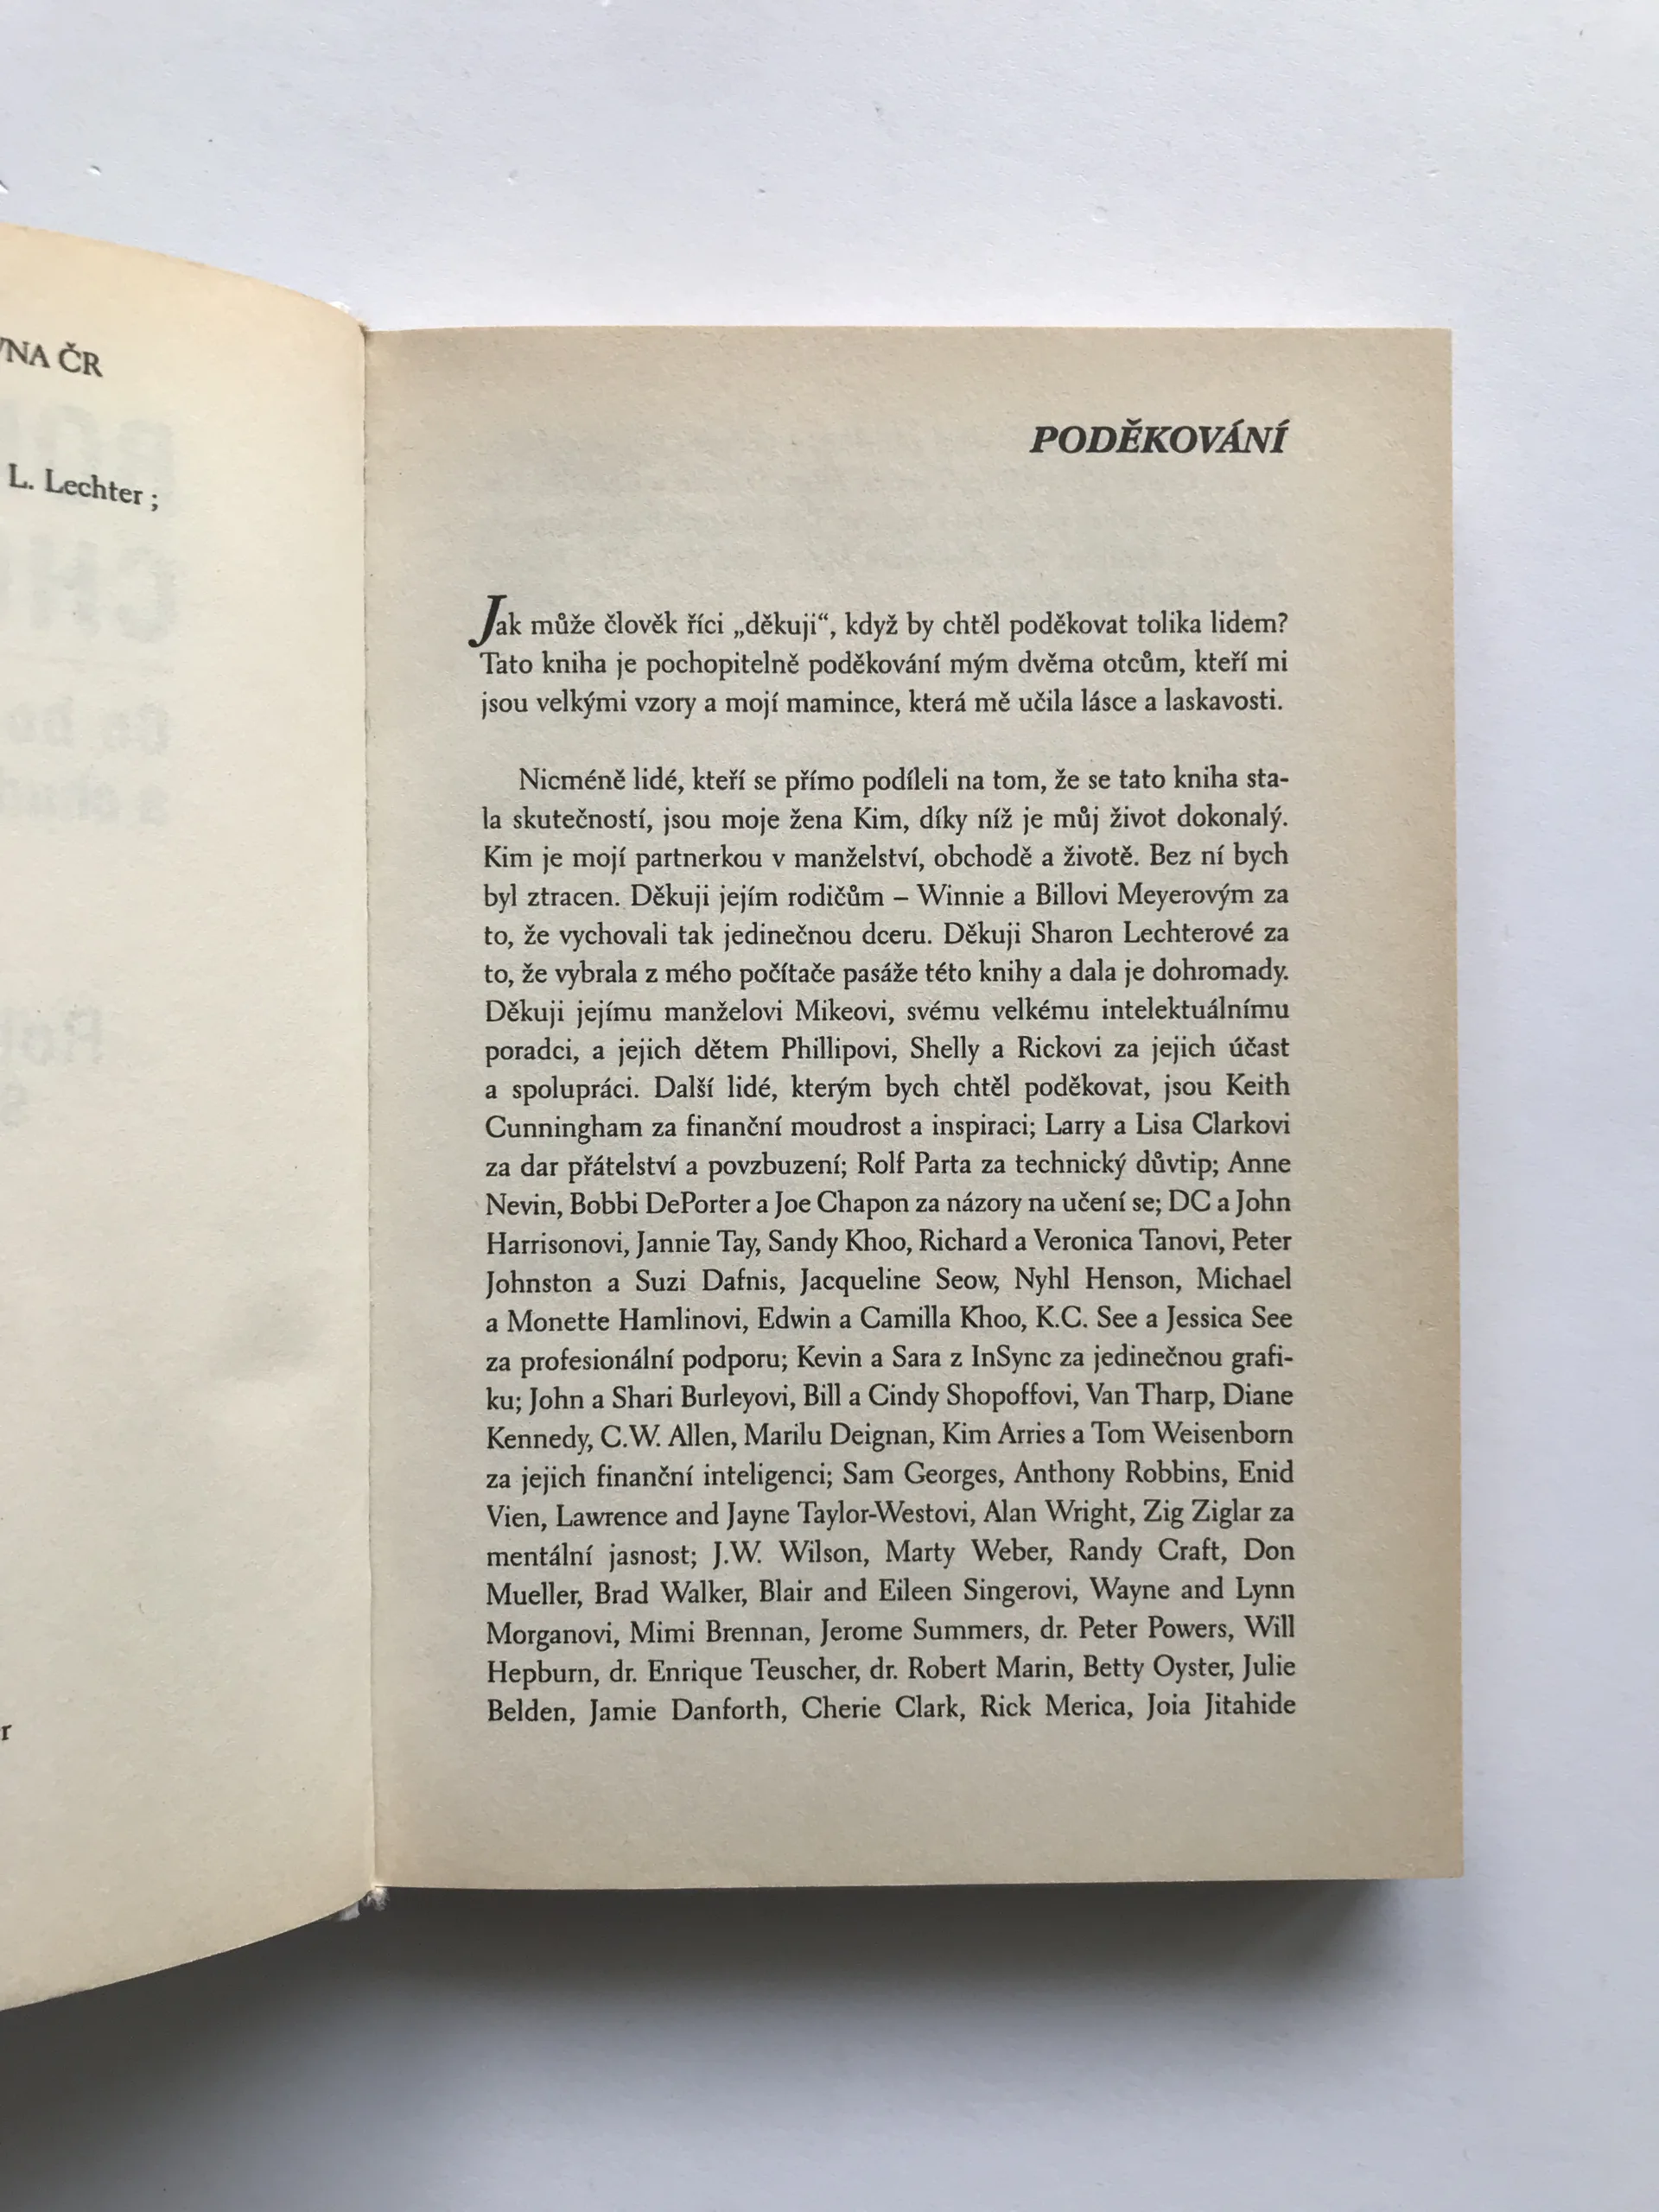 ČR
L. Lechter ;
PODĚKOVÁNÍ
Jak může člověk říci „děkuji“, když by chtěl poděkovat tolika lidem?
Tato kniha je pochopitelně poděkování mým dvěma otcům, kteří mi
jsou velkými vzory a mojí mamince, která mě učila lásce a laskavosti.
Nicméně lidé, kteří se přímo podíleli na tom, že se tato kniha sta-
la skutečností, jsou moje žena Kim, díky níž je můj život dokonalý.
Kim je mojí partnerkou v manželství, obchodě a životě. Bez ní bych
byl ztracen. Děkuji jejím rodičům – Winnie a Billovi Meyerovým za
to, že vychovali tak jedinečnou dceru. Děkuji Sharon Lechterové za
to, že vybrala z mého počítače pasáže této knihy a dala je dohromady.
Děkuji jejímu manželovi Mikeovi, svému velkému intelektuálnímu
poradci, a jejich dětem Phillipovi, Shelly a Rickovi za jejich účast
a spolupráci. Další lidé, kterým bych chtěl poděkovat, jsou Keith
Cunningham za finanční moudrost a inspiraci; Larry a Lisa Clarkovi
za dar přátelství a povzbuzení; Rolf Parta za technický důvtip; Anne
Nevin, Bobbi DePorter a Joe Chapon za názory na učení se; DC a John
Harrisonovi, Jannie Tay, Sandy Khoo, Richard a Veronica Tanovi, Peter
Johnston a Suzi Dafnis, Jacqueline Seow, Nyhl Henson, Michael
a Monette Hamlinovi, Edwin a Camilla Khoo, K.C. See a Jessica See
za profesionální podporu; Kevin a Sara z InSync za jedinečnou grafi-
ku; John a Shari Burleyovi, Bill a Cindy Shopoffovi, Van Tharp, Diane
Kennedy, C.W. Allen, Marilu Deignan, Kim Arries a Tom Weisenborn
za jejich finanční inteligenci; Sam Georges, Anthony Robbins, Enid
Vien, Lawrence and Jayne Taylor-Westovi, Alan Wright, Zig Ziglar za
mentální jasnost; J.W. Wilson, Marty Weber, Randy Craft, Don
Mueller, Brad Walker, Blair and Eileen Singerovi, Wayne and Lynn
Morganovi, Mimi Brennan, Jerome Summers, dr. Peter Powers, Will
Hepburn, dr. Enrique Teuscher, dr. Robert Marin, Betty Oyster, Julie
Belden, Jamie Danforth, Cherie Clark, Rick Merica, Joia Jitahide